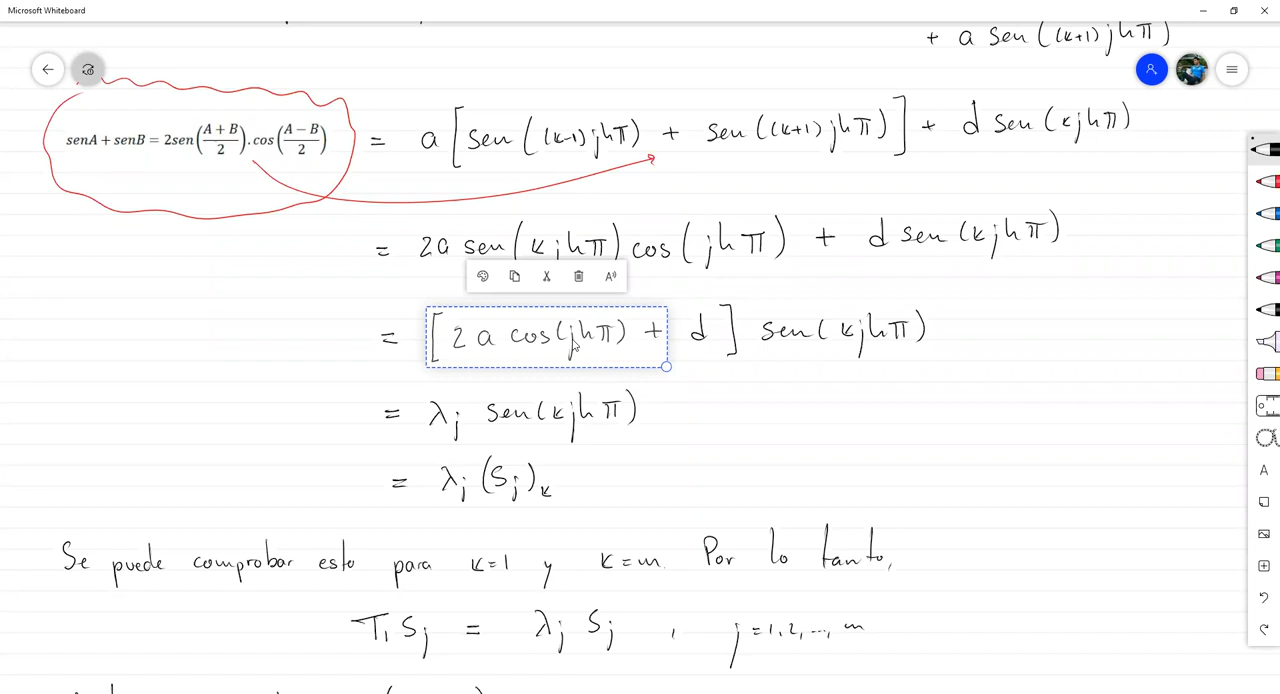 Microsoft Whiteboard
+ a sen((k+1)jhπ)
senA + senB = 2sen((A + B)/2).cos((A − B)/2)
= a[sen((k-1)jhπ) + sen((k+1)jhπ)] + d sen(kjhπ)
= 2a sen(kjhπ)cos(jhπ) + d sen(kjhπ)
= [2a cos(jhπ) + d] sen(kjhπ)
= λj sen(kjhπ)
= λj (Sj)k
Se puede comprobar esto para k=1 y k=m. Por lo tanto,
T1 Sj = λj Sj , j=1,2,...,m